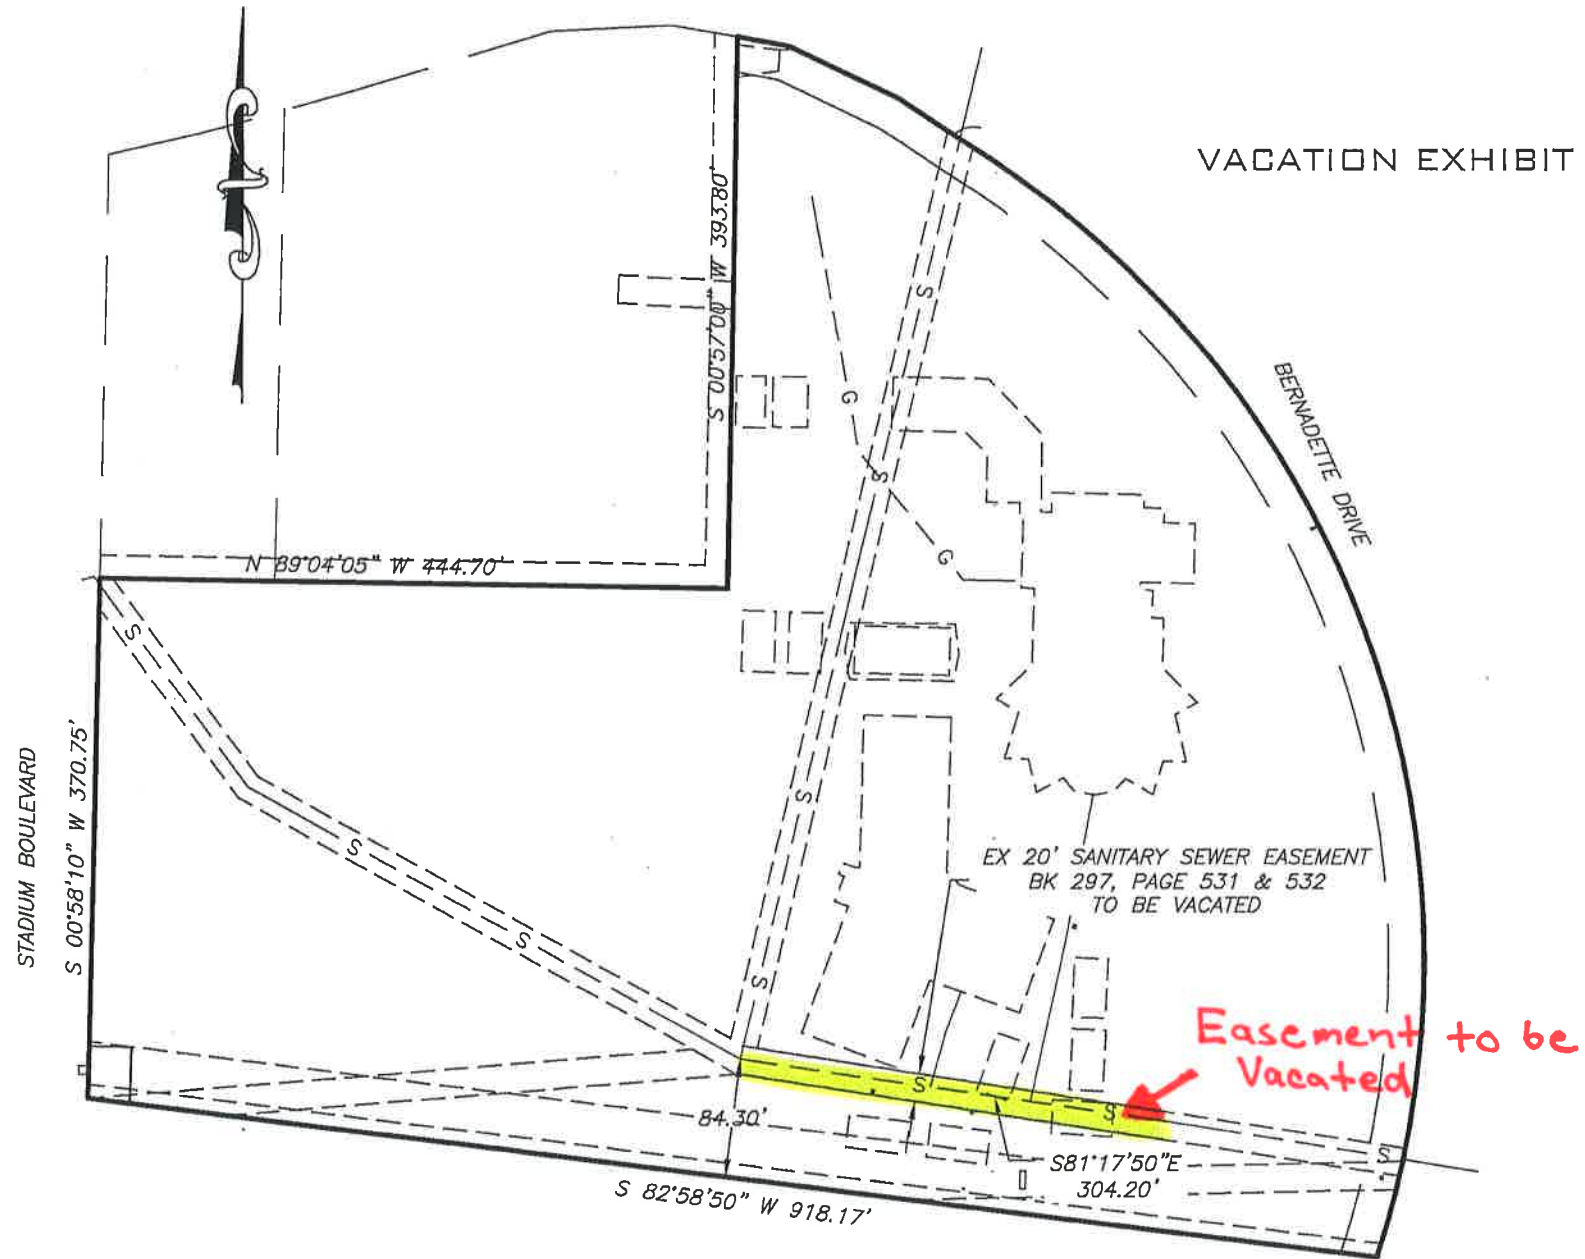 VACATION EXHIBIT
S 00°57'00" W 393.80'
BERNADETTE DRIVE
S
G
S
G
N 89°04'05" W 444.70'
S
STADIUM BOULEVARD
S 00°58'10" W 370.75'
S
S
EX 20' SANITARY SEWER EASEMENT
BK 297, PAGE 531 & 532
TO BE VACATED
S
S
Easement to be
Vacated
S
S
84.30'
S
S81°17'50"E
304.20'
S 82°58'50" W 918.17'